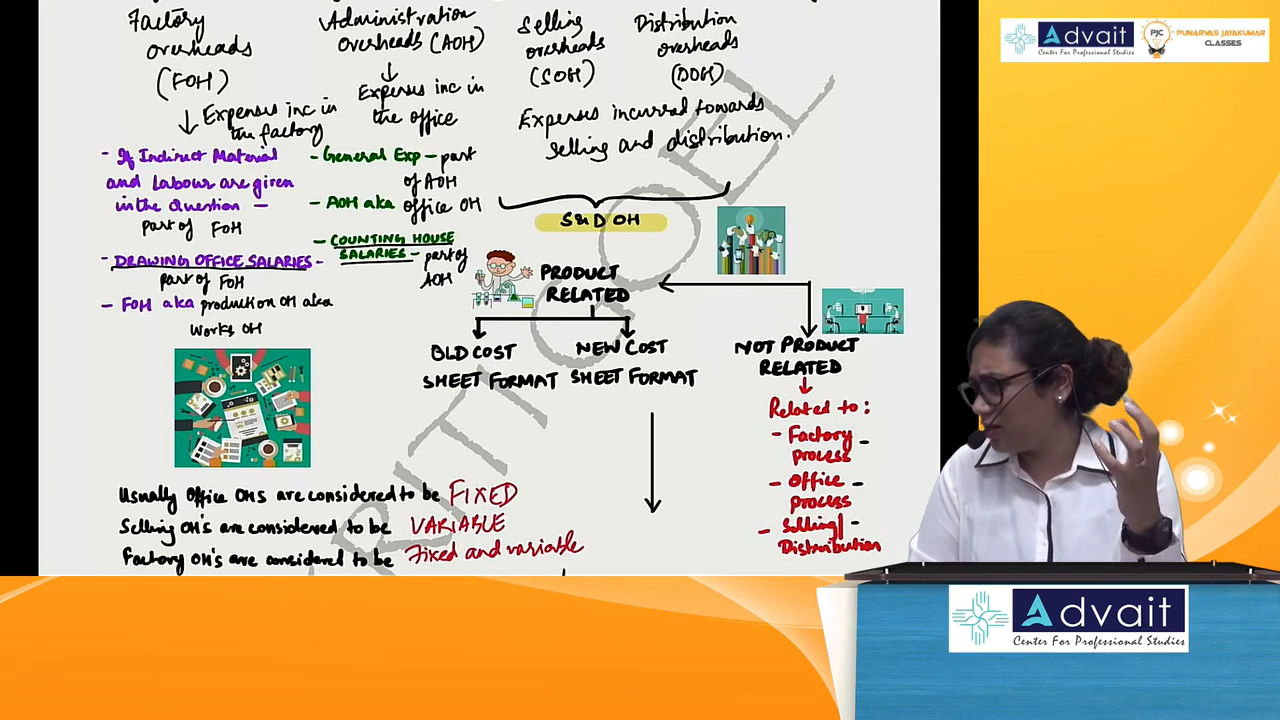 Factory
overheads
(FOH)
Expenses inc in
the factory
- If Indirect Material
and Labour are given
in the Question -
part of FOH
- DRAWING OFFICE SALARIES -
part of FOH
- FOH aka production OH aka
Works OH
Administration
overheads (AOH)
Expenses inc in
the office
- General Exp - part
of AOH
- AOH aka office OH
- COUNTING HOUSE
SALARIES - part of
AOH
Selling
overheads
(SOH)
Distribution
overheads
(DOH)
Expenses incurred towards
selling and distribution.
S & D OH
PRODUCT
RELATED
OLD COST
SHEET FORMAT
NEW COST
SHEET FORMAT
NOT PRODUCT
RELATED
Related to:
- Factory -
process
- Office -
process
- Selling/ -
Distribution
Usually Office OHS are considered to be FIXED
Selling OH's are considered to be VARIABLE
Factory OH's are considered to be Fixed and variable
RITI GOEL
Advait
Center For Professional Studies
PJC
PUNARVAS JAYAKUMAR
CLASSES
Advait
Center For Professional Studies